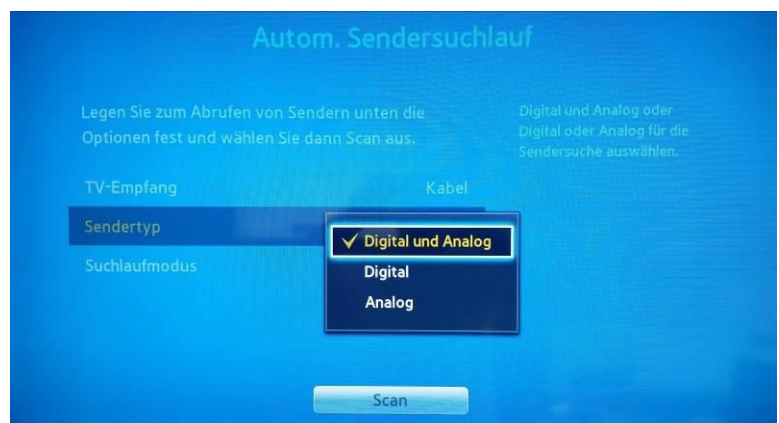 Autom. Sendersuchlauf
Legen Sie zum Abrufen von Sendern unten die
Optionen fest und wählen Sie dann Scan aus.
Digital und Analog oder
Digital oder Analog für die
Sendersuche auswählen.
TV-Empfang Kabel
Sendertyp
✓ Digital und Analog
Suchlaufmodus
Digital
Analog
Scan